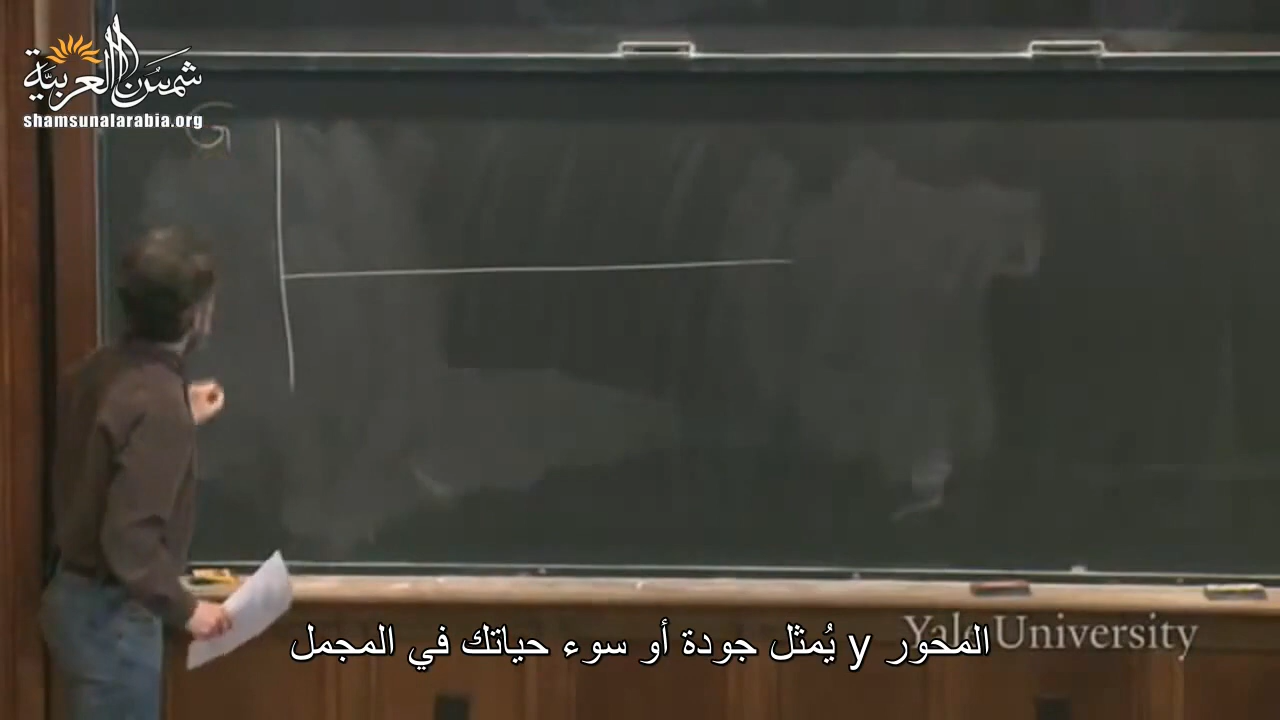 شمس العربية
shamsunalarabia.org
Yale University
المحور y يُمثل جودة أو سوء حياتك في المجمل